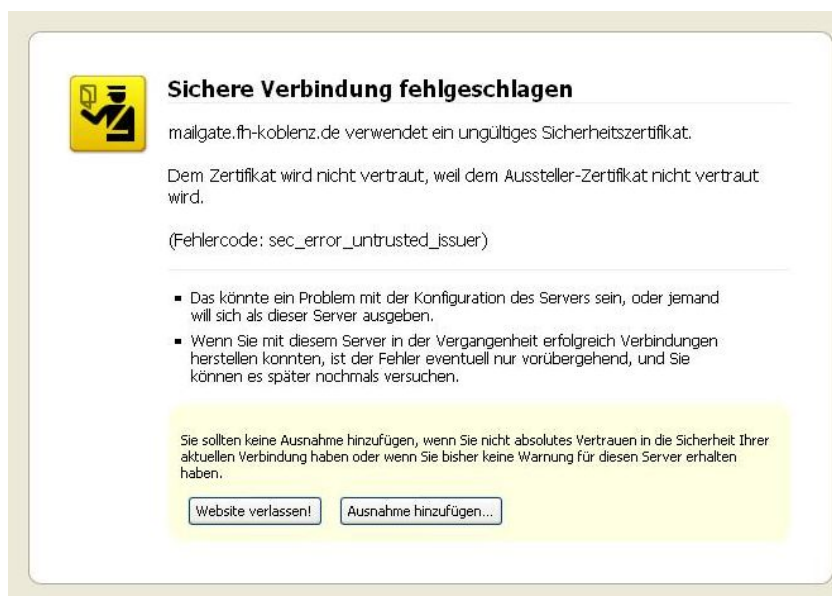 Sichere Verbindung fehlgeschlagen
mailgate.fh-koblenz.de verwendet ein ungültiges Sicherheitszertifikat.
Dem Zertifikat wird nicht vertraut, weil dem Aussteller-Zertifikat nicht vertraut
wird.
(Fehlercode: sec_error_untrusted_issuer)
Das könnte ein Problem mit der Konfiguration des Servers sein, oder jemand
will sich als dieser Server ausgeben.
Wenn Sie mit diesem Server in der Vergangenheit erfolgreich Verbindungen
herstellen konnten, ist der Fehler eventuell nur vorübergehend, und Sie
können es später nochmals versuchen.
Sie sollten keine Ausnahme hinzufügen, wenn Sie nicht absolutes Vertrauen in die Sicherheit Ihrer
aktuellen Verbindung haben oder wenn Sie bisher keine Warnung für diesen Server erhalten
haben.
Website verlassen! Ausnahme hinzufügen...